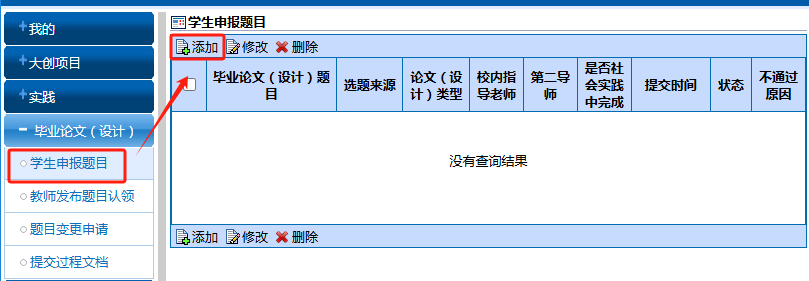 我的
大创项目
实践
毕业论文（设计）
学生申报题目
教师发布题目认领
题目变更申请
提交过程文档
学生申报题目
添加 修改 删除
毕业论文（设计）题目
选题来源
论文（设计）类型
校内指导老师
第二导师
是否社会实践中完成
提交时间
状态
不通过原因
没有查询结果
添加 修改 删除